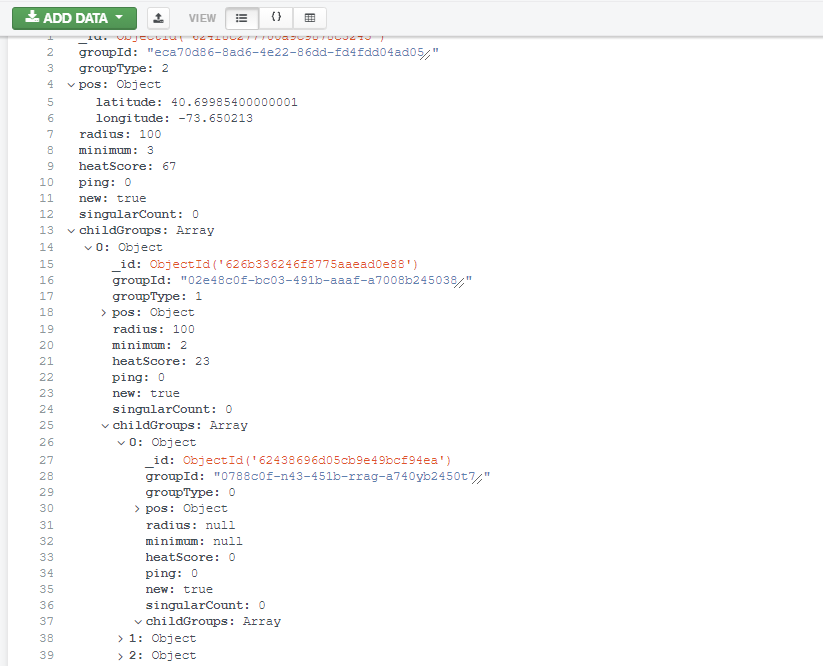 ADD DATA VIEW {}
1 _id: ObjectId('
2 groupId: "eca70d86-8ad6-4e22-86dd-fd4fdd04ad05"
3 groupType: 2
4 pos: Object
5 latitude: 40.69985400000001
6 longitude: -73.650213
7 radius: 100
8 minimum: 3
9 heatScore: 67
10 ping: 0
11 new: true
12 singularCount: 0
13 childGroups: Array
14 0: Object
15 _id: ObjectId('626b336246f8775aaead0e88')
16 groupId: "02e48c0f-bc03-491b-aaaf-a7008b245038"
17 groupType: 1
18 pos: Object
19 radius: 100
20 minimum: 2
21 heatScore: 23
22 ping: 0
23 new: true
24 singularCount: 0
25 childGroups: Array
26 0: Object
27 _id: ObjectId('62438696d05cb9e49bcf94ea')
28 groupId: "0788c0f-n43-451b-rrag-a740yb2450t7"
29 groupType: 0
30 pos: Object
31 radius: null
32 minimum: null
33 heatScore: 0
34 ping: 0
35 new: true
36 singularCount: 0
37 childGroups: Array
38 1: Object
39 2: Object